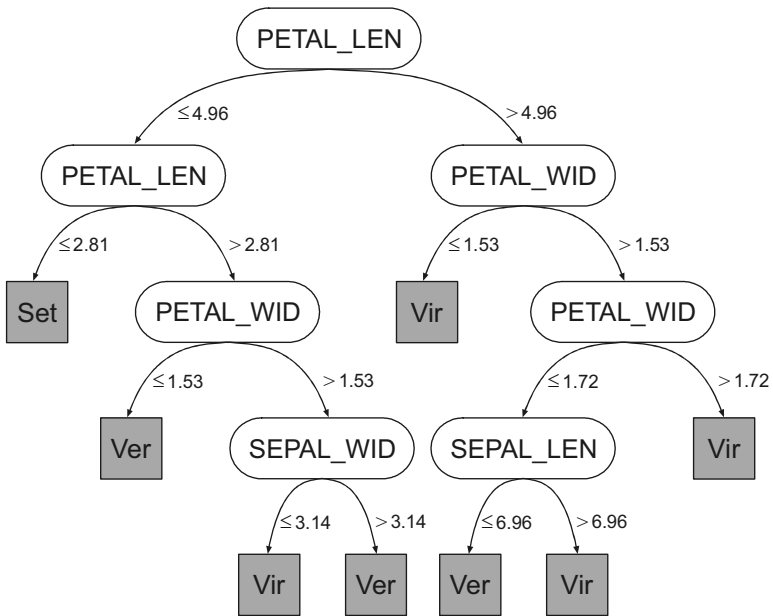 PETAL_LEN
≤4.96 >4.96
PETAL_LEN PETAL_WID
≤2.81 >2.81 ≤1.53 >1.53
Set PETAL_WID Vir PETAL_WID
≤1.53 >1.53 ≤1.72 >1.72
Ver SEPAL_WID SEPAL_LEN Vir
≤3.14 >3.14 ≤6.96 >6.96
Vir Ver Ver Vir